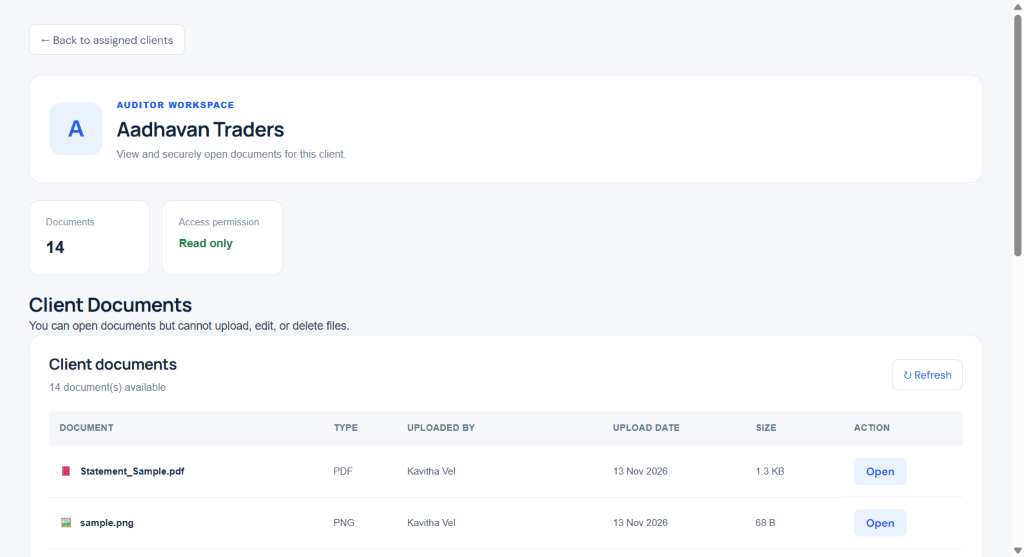 ← Back to assigned clients
A
AUDITOR WORKSPACE
Aadhavan Traders
View and securely open documents for this client.
Documents
14
Access permission
Read only
Client Documents
You can open documents but cannot upload, edit, or delete files.
Client documents
14 document(s) available
↻ Refresh
DOCUMENT TYPE UPLOADED BY UPLOAD DATE SIZE ACTION
Statement_Sample.pdf PDF Kavitha Vel 13 Nov 2026 1.3 KB Open
sample.png PNG Kavitha Vel 13 Nov 2026 68 B Open